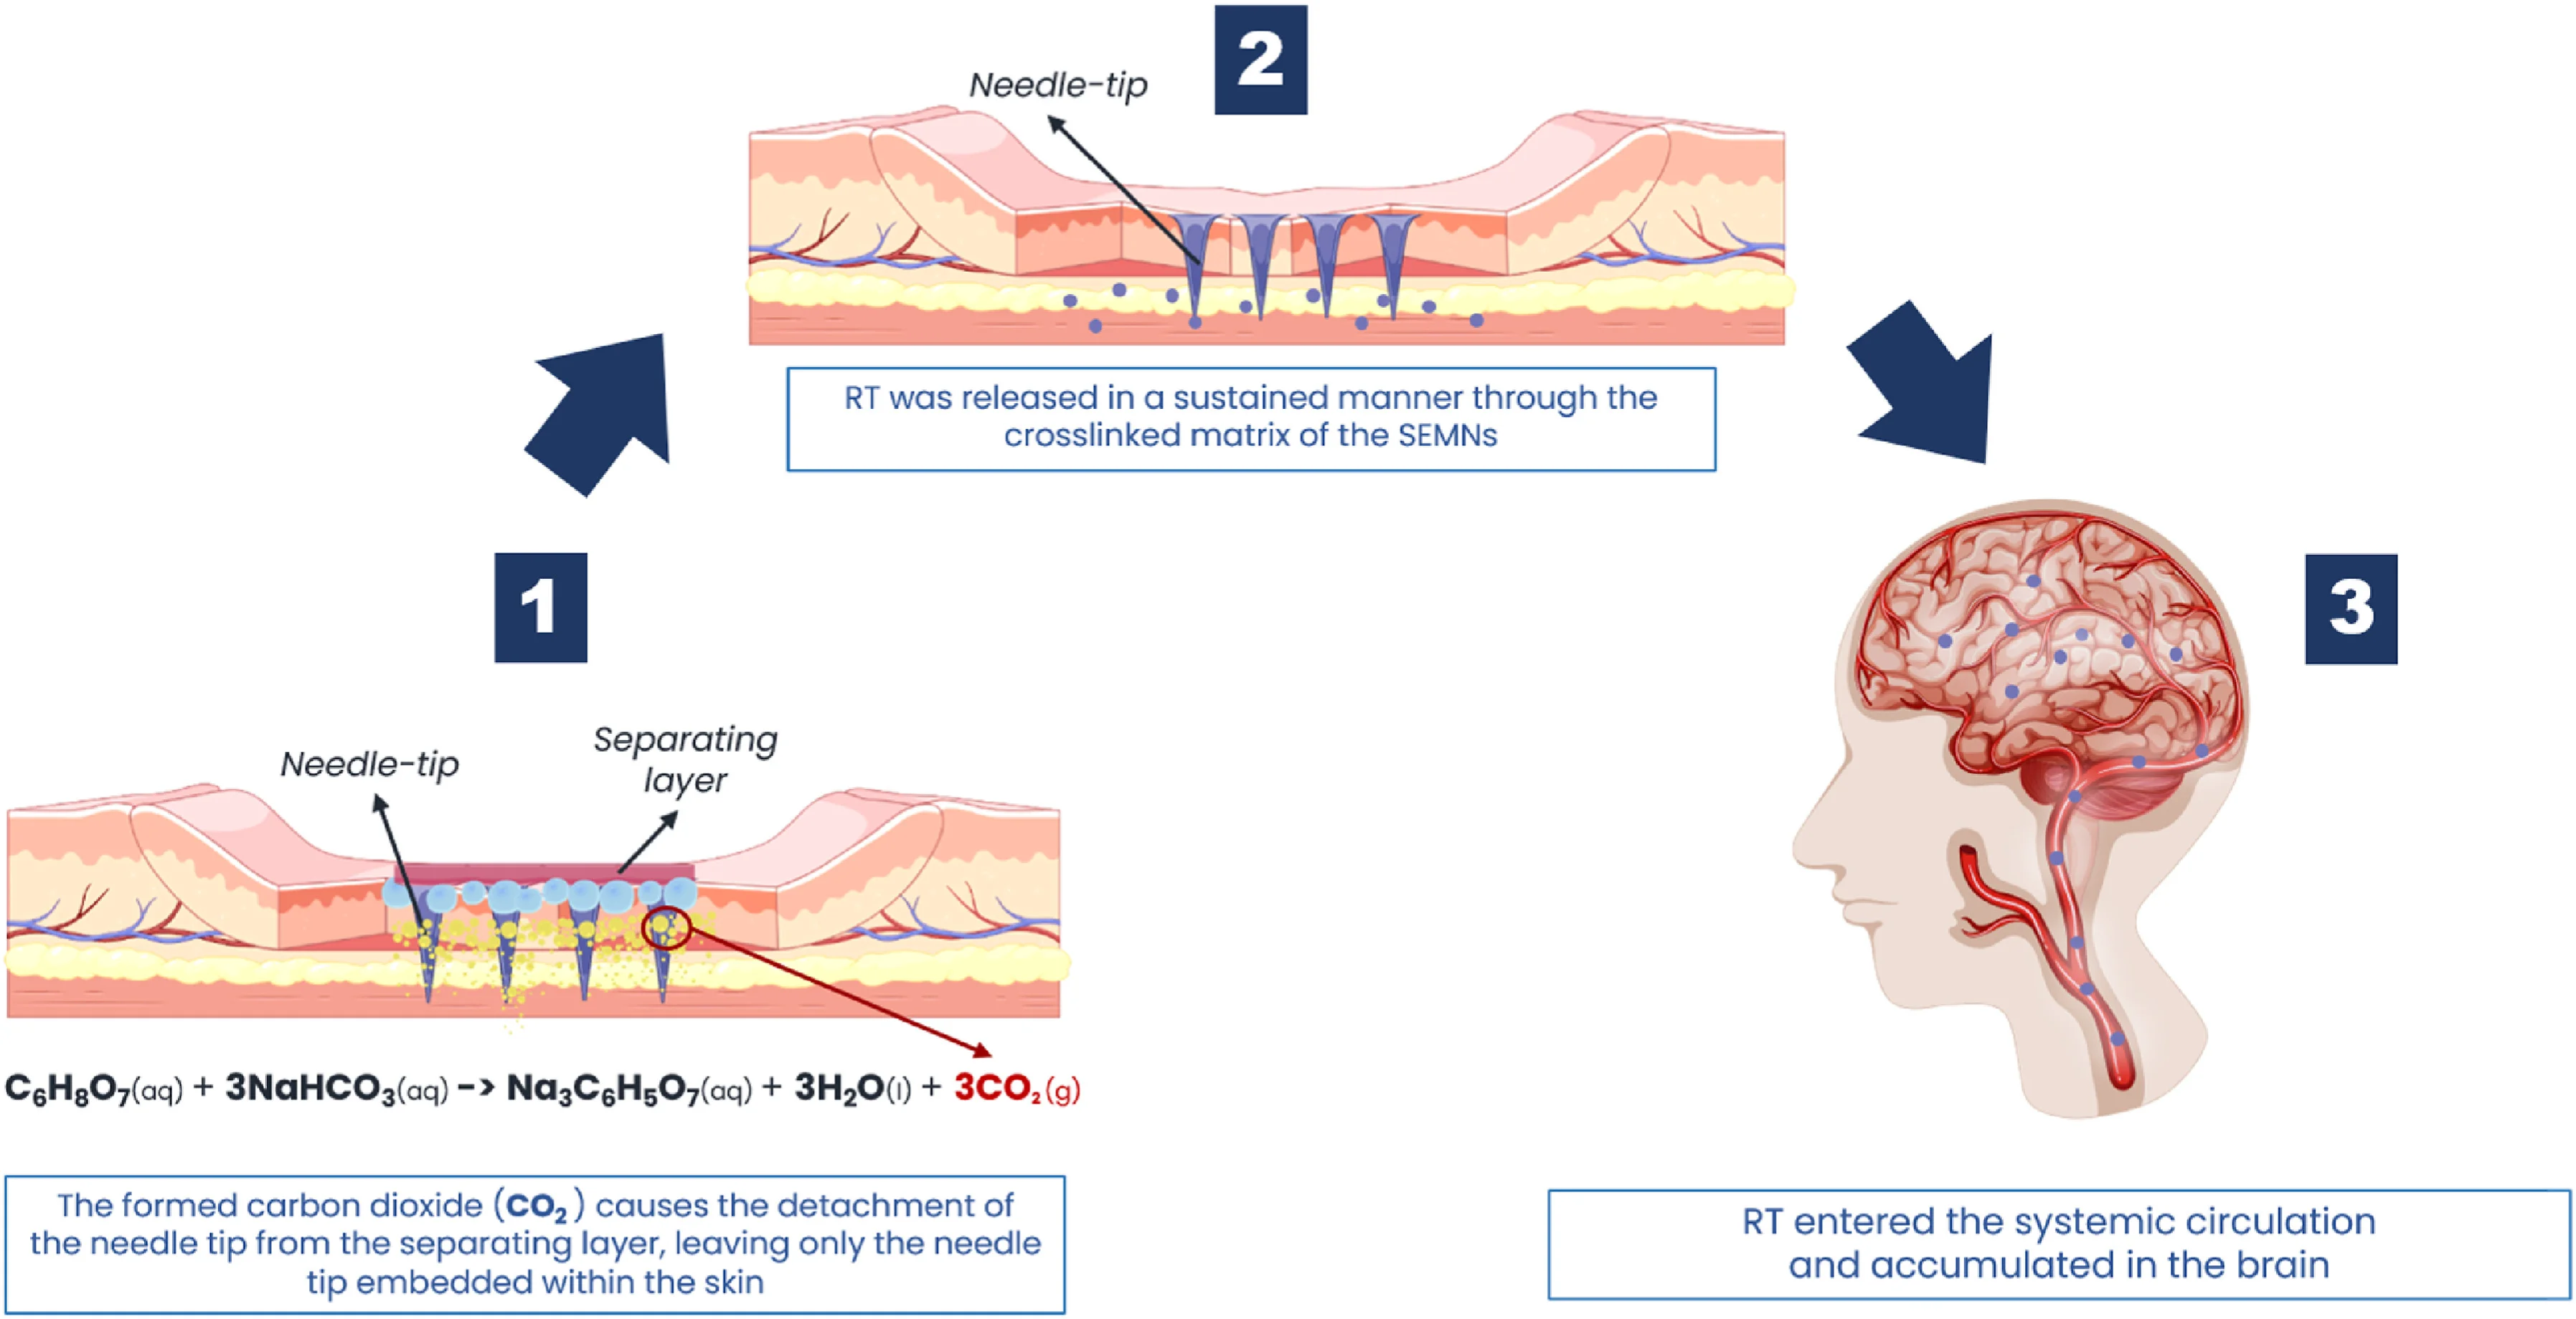 1
Needle-tip
Separating
layer
C₆H₈O₇(aq) + 3NaHCO₃(aq) -> Na₃C₆H₅O₇(aq) + 3H₂O(l) + 3CO₂(g)
The formed carbon dioxide (CO₂) causes the detachment of
the needle tip from the separating layer, leaving only the needle
tip embedded within the skin
2
Needle-tip
RT was released in a sustained manner through the
crosslinked matrix of the SEMNs
3
RT entered the systemic circulation
and accumulated in the brain